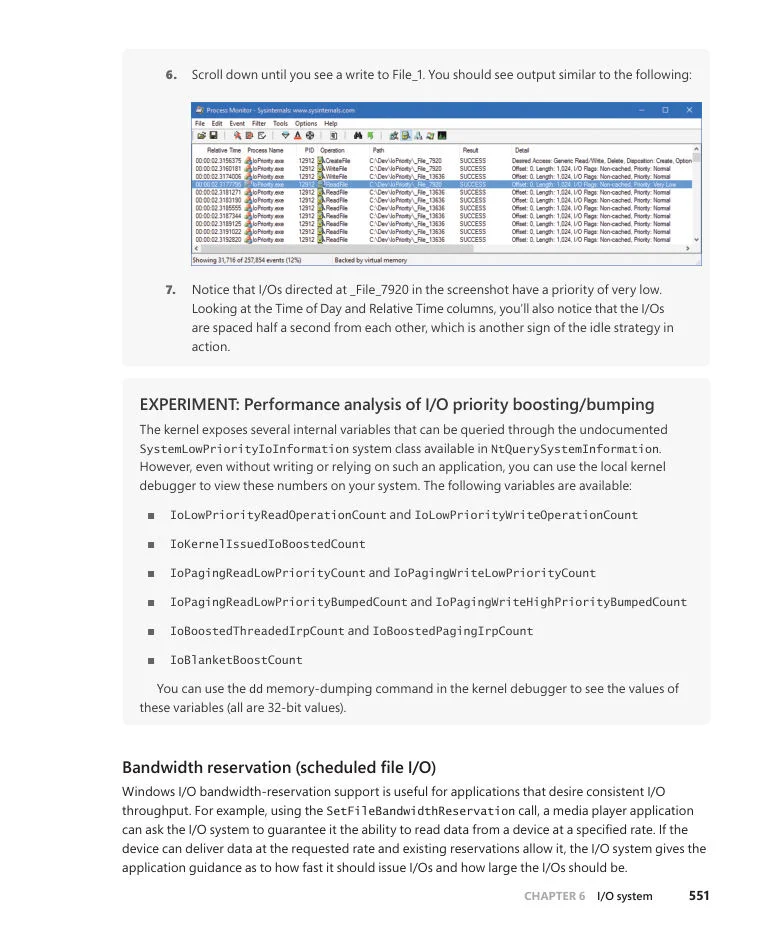 6. Scroll down until you see a write to File_1. You should see output similar to the following:
Process Monitor - Sysinternals: www.sysinternals.com
File Edit Event Filter Tools Options Help
Relative Time Process Name PID Operation Path Result Detail
00:00:02.3156375 IoPriority.exe 12912 CreateFile C:\Dev\IoPriority\_File_7920 SUCCESS Desired Access: Generic Read/Write, Delete, Disposition: Create, Option
00:00:02.3160181 IoPriority.exe 12912 WriteFile C:\Dev\IoPriority\_File_7920 SUCCESS Offset: 0, Length: 1,024, I/O Flags: Non-cached, Priority: Normal
00:00:02.3174006 IoPriority.exe 12912 WriteFile C:\Dev\IoPriority\_File_13636 SUCCESS Offset: 0, Length: 1,024, I/O Flags: Non-cached, Priority: Normal
IoPriority.exe 12912 ReadFile C:\Dev\IoPriority\_File_7920 SUCCESS Offset: 0, Length: 1,024, I/O Flags: Non-cached, Priority: Very Low
00:00:02.3181271 IoPriority.exe 12912 ReadFile C:\Dev\IoPriority\_File_13636 SUCCESS Offset: 0, Length: 1,024, I/O Flags: Non-cached, Priority: Normal
00:00:02.3183190 IoPriority.exe 12912 ReadFile C:\Dev\IoPriority\_File_13636 SUCCESS Offset: 0, Length: 1,024, I/O Flags: Non-cached, Priority: Normal
00:00:02.3185555 IoPriority.exe 12912 ReadFile C:\Dev\IoPriority\_File_13636 SUCCESS Offset: 0, Length: 1,024, I/O Flags: Non-cached, Priority: Normal
00:00:02.3187344 IoPriority.exe 12912 ReadFile C:\Dev\IoPriority\_File_13636 SUCCESS Offset: 0, Length: 1,024, I/O Flags: Non-cached, Priority: Normal
00:00:02.3189125 IoPriority.exe 12912 ReadFile C:\Dev\IoPriority\_File_13636 SUCCESS Offset: 0, Length: 1,024, I/O Flags: Non-cached, Priority: Normal
00:00:02.3191022 IoPriority.exe 12912 ReadFile C:\Dev\IoPriority\_File_13636 SUCCESS Offset: 0, Length: 1,024, I/O Flags: Non-cached, Priority: Normal
00:00:02.3192820 IoPriority.exe 12912 ReadFile C:\Dev\IoPriority\_File_13636 SUCCESS Offset: 0, Length: 1,024, I/O Flags: Non-cached, Priority: Normal
Showing 31,716 of 257,854 events (12%) Backed by virtual memory
7. Notice that I/Os directed at _File_7920 in the screenshot have a priority of very low.
Looking at the Time of Day and Relative Time columns, you'll also notice that the I/Os
are spaced half a second from each other, which is another sign of the idle strategy in
action.
EXPERIMENT: Performance analysis of I/O priority boosting/bumping
The kernel exposes several internal variables that can be queried through the undocumented
SystemLowPriorityIoInformation system class available in NtQuerySystemInformation.
However, even without writing or relying on such an application, you can use the local kernel
debugger to view these numbers on your system. The following variables are available:
■ IoLowPriorityReadOperationCount and IoLowPriorityWriteOperationCount
■ IoKernelIssuedIoBoostedCount
■ IoPagingReadLowPriorityCount and IoPagingWriteLowPriorityCount
■ IoPagingReadLowPriorityBumpedCount and IoPagingWriteHighPriorityBumpedCount
■ IoBoostedThreadedIrpCount and IoBoostedPagingIrpCount
■ IoBlanketBoostCount
You can use the dd memory-dumping command in the kernel debugger to see the values of
these variables (all are 32-bit values).
Bandwidth reservation (scheduled file I/O)
Windows I/O bandwidth-reservation support is useful for applications that desire consistent I/O
throughput. For example, using the SetFileBandwidthReservation call, a media player application
can ask the I/O system to guarantee it the ability to read data from a device at a specified rate. If the
device can deliver data at the requested rate and existing reservations allow it, the I/O system gives the
application guidance as to how fast it should issue I/Os and how large the I/Os should be.
CHAPTER 6 I/O system 551